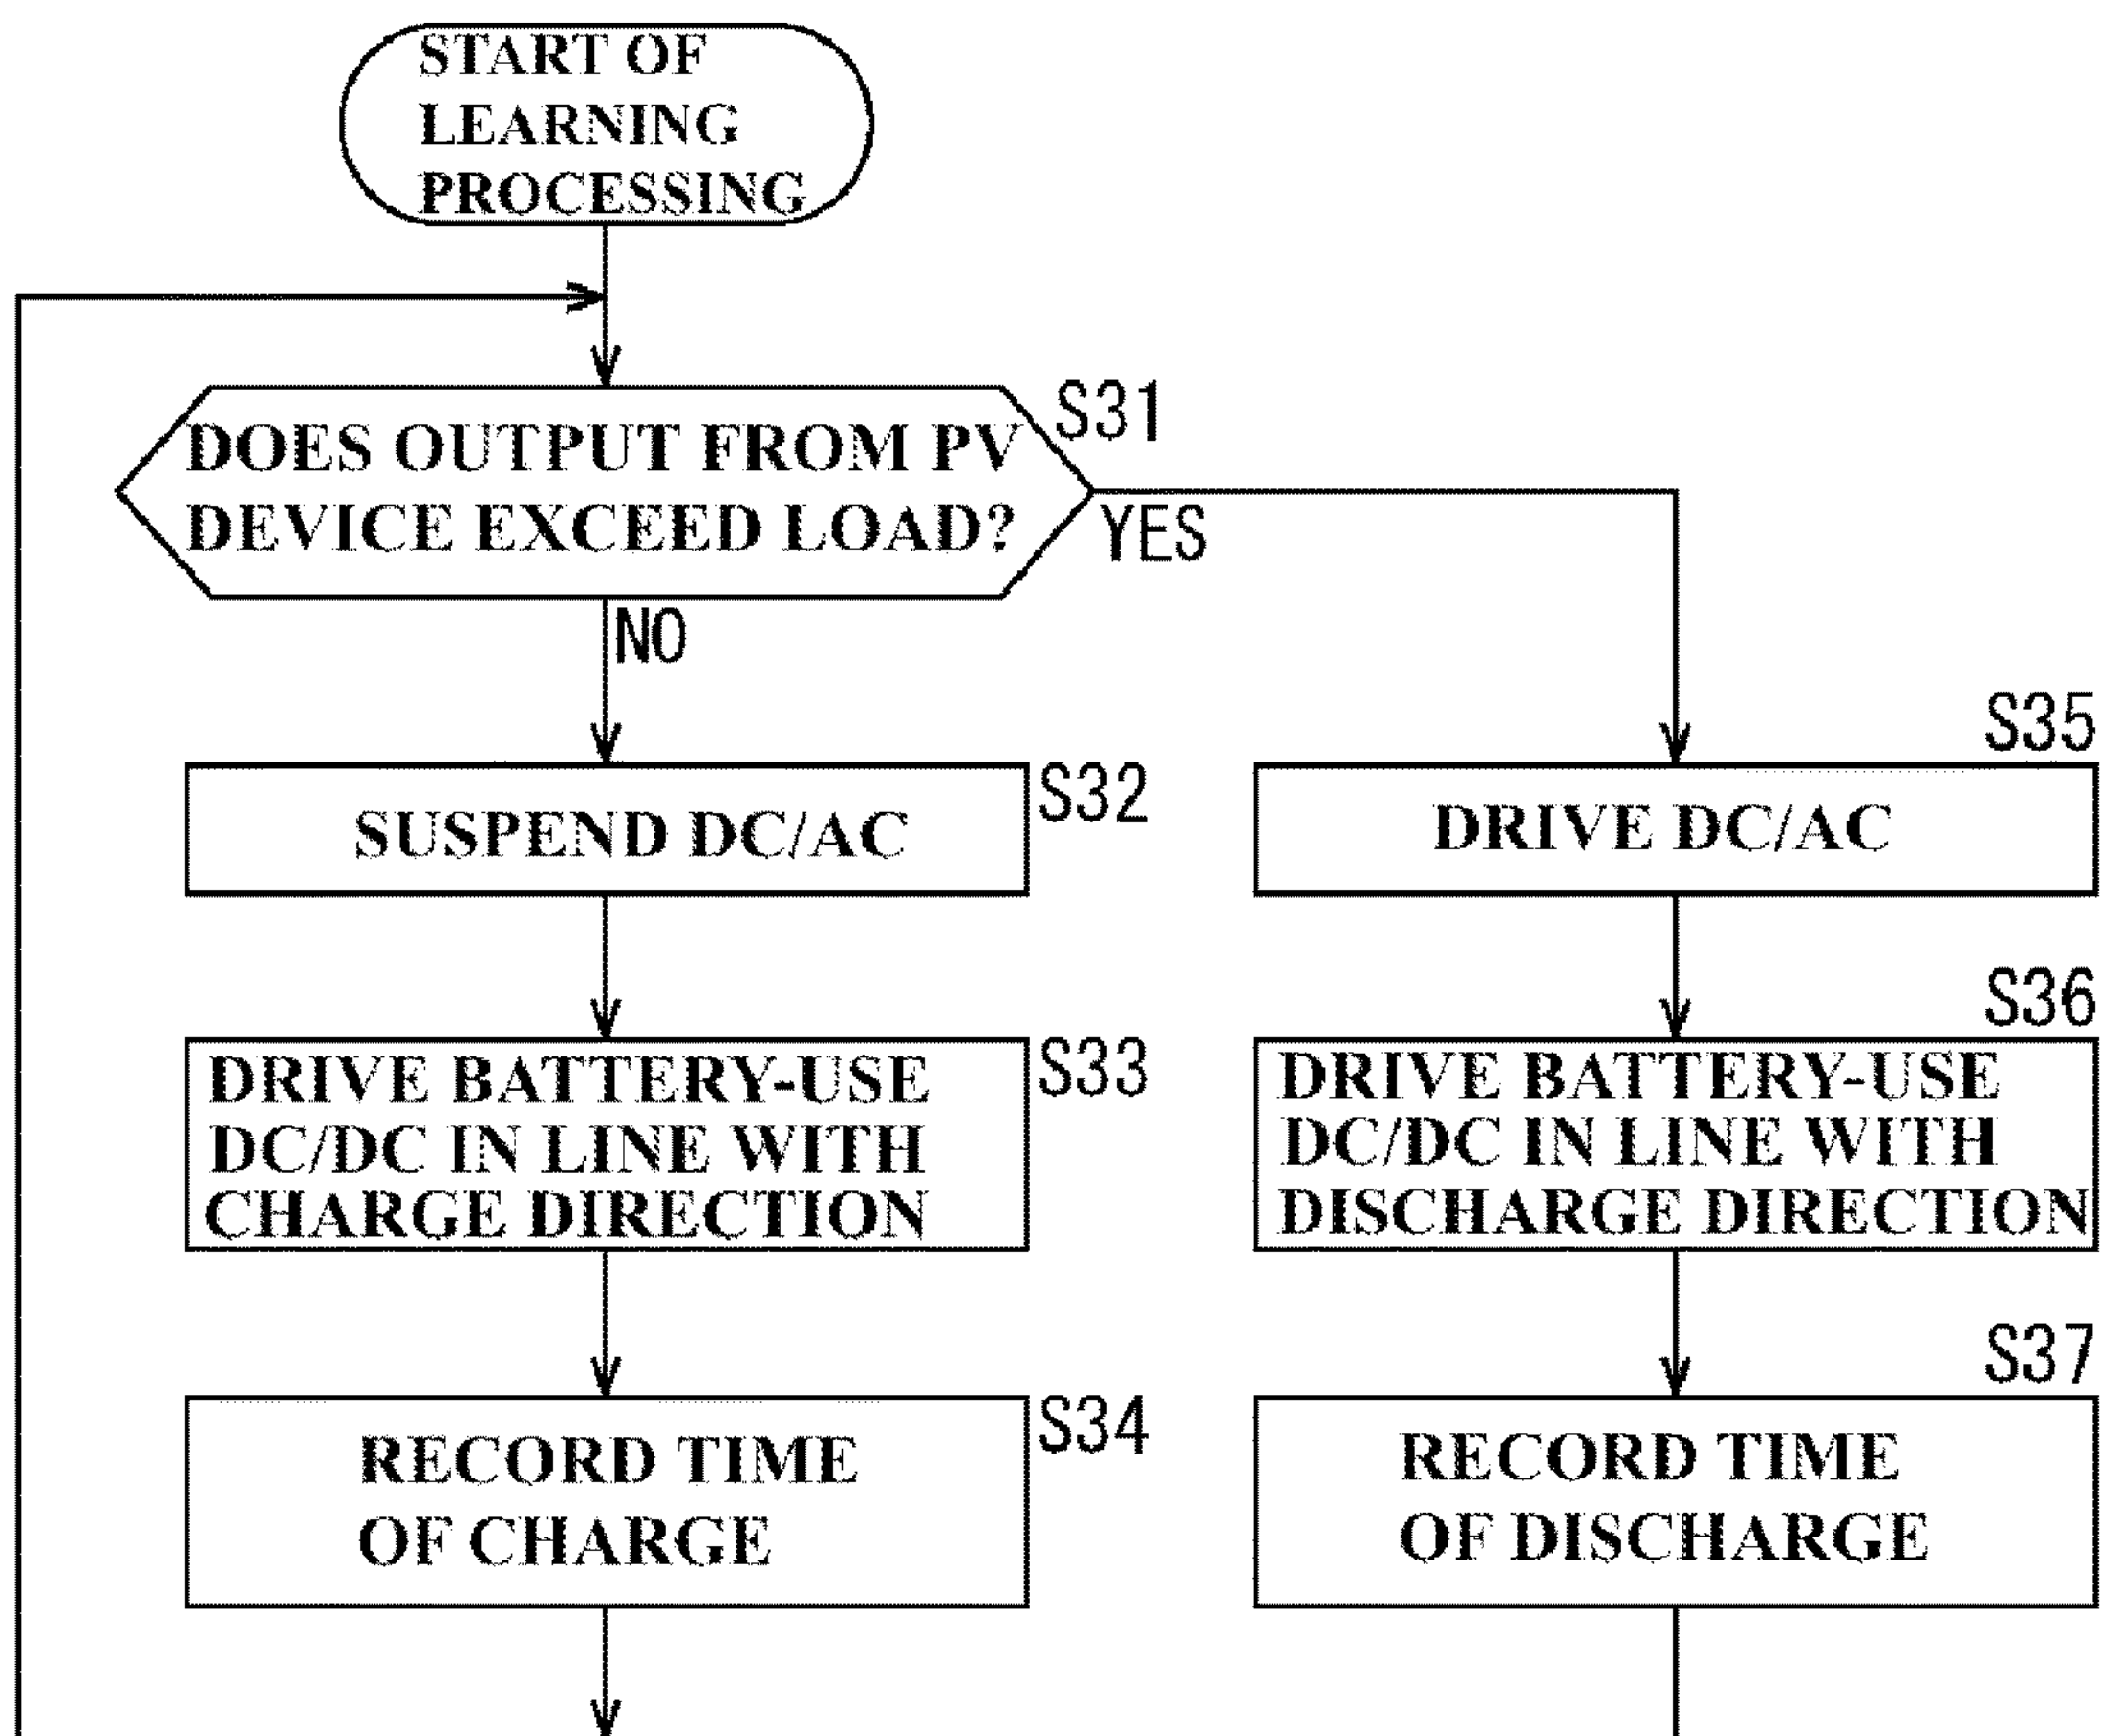 START OF
LEARNING
PROCESSING
S31
DOES OUTPUT FROM PV
DEVICE EXCEED LOAD?
YES
NO
S32
SUSPEND DC/AC
S33
DRIVE BATTERY-USE
DC/DC IN LINE WITH
CHARGE DIRECTION
S34
RECORD TIME
OF CHARGE
S35
DRIVE DC/AC
S36
DRIVE BATTERY-USE
DC/DC IN LINE WITH
DISCHARGE DIRECTION
S37
RECORD TIME
OF DISCHARGE